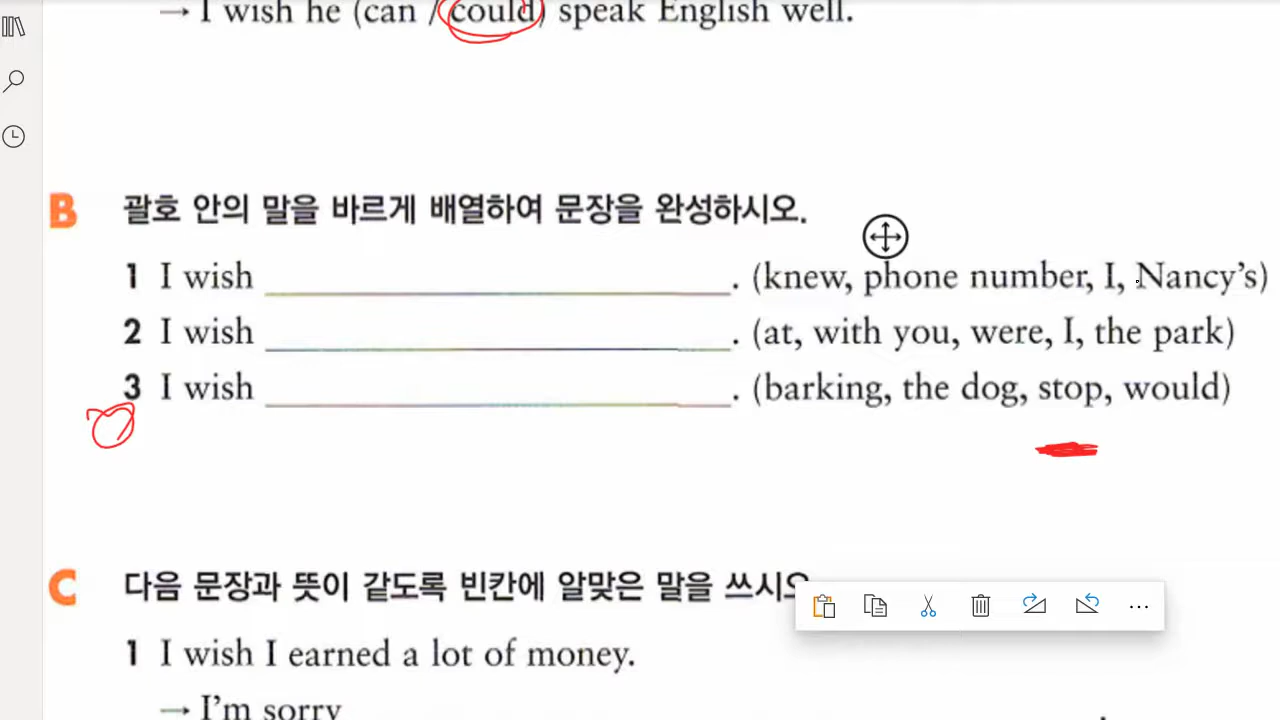 → I wish he (can / could) speak English well.
B 괄호 안의 말을 바르게 배열하여 문장을 완성하시오.
1 I wish ______. (knew, phone number, I, Nancy's)
2 I wish ______. (at, with you, were, I, the park)
3 I wish ______. (barking, the dog, stop, would)
C 다음 문장과 뜻이 같도록 빈칸에 알맞은 말을 쓰시오
1 I wish I earned a lot of money.
→ I'm sorry .